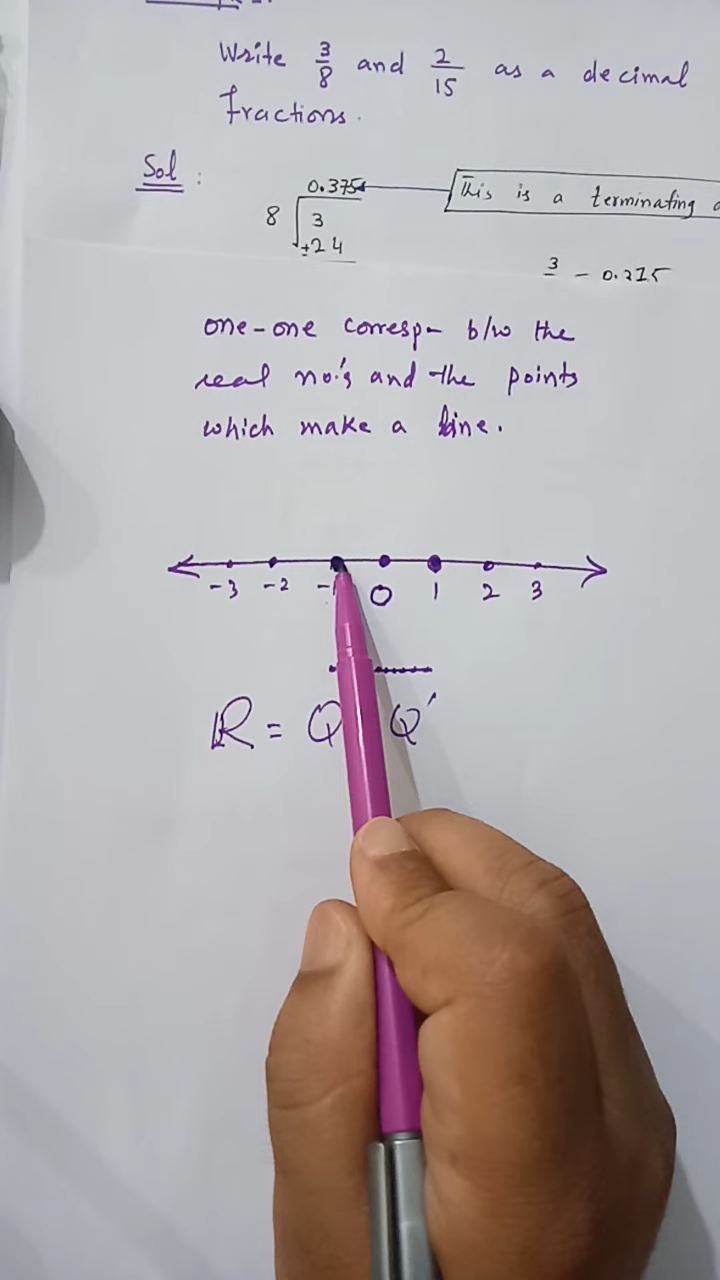 Write 3/8 and 2/15 as a decimal
fractions.
Sol :
0.375
This is a terminating
8 3
24
3 - 0.215
one-one corresp- b/w the
real no.'s and the points
which make a line.
-3 -2 -1 0 1 2 3
R = Q Q'